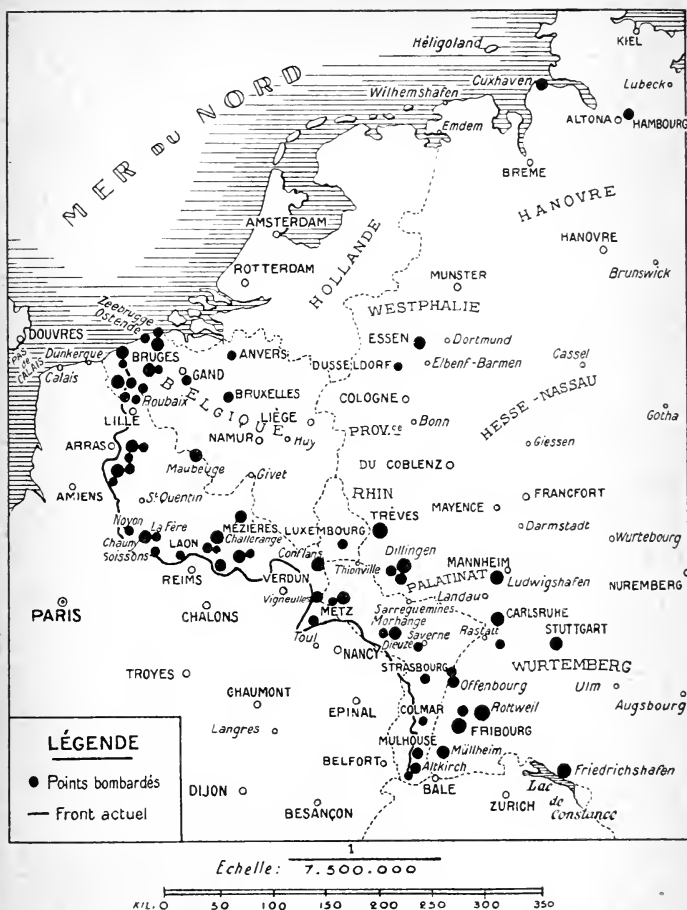 Héligoland
KIEL
Cuxhaven
Lubeck
Wilhemshafen
ALTONA
HAMBOURG
Emdem
MER DU NORD
BREME
HANOVRE
AMSTERDAM
HANOVRE
HOLLANDE
Brunswick
ROTTERDAM
MUNSTER
WESTPHALIE
Zeebrugge
Ostende
DOUVRES
ESSEN
Dortmund
PAS de CALAIS
Dunkerque
BRUGES
ANVERS
Calais
GAND
DUSSELDORF
Elbenf-Barmen
Cassel
BELGIQUE
Roubaix
BRUXELLES
COLOGNE
HESSE-NASSAU
LILLE
LIÈGE
Bonn
Gotha
ARRAS
NAMUR
Huy
PROV.ce
Giessen
Maubeuge
Givet
DU COBLENZ
AMIENS
St Quentin
RHIN
FRANCFORT
MAYENCE
Noyon
La Fère
MÉZIÈRES
LUXEMBOURG
TRÈVES
Darmstadt
Chauny
LAON
Challerange
Wurtebourg
Soissons
Conflans
Thionville
Dillingen
MANNHEIM
REIMS
VERDUN
PALATINAT
Ludwigshafen
NUREMBERG
Vigneulles
METZ
Landau
PARIS
CHALONS
Sarreguemines
CARLSRUHE
Morhange
Toul
Dieuze
Saverne
Rastatt
STUTTGART
NANCY
STRASBOURG
WURTEMBERG
TROYES
Offenbourg
Ulm
CHAUMONT
EPINAL
COLMAR
Rottweil
Augsbourg
Langres
FRIBOURG
MULHOUSE
Müllheim
BELFORT
Altkirch
Friedrichshafen
DIJON
BALE
Lac
BESANÇON
ZURICH
de
Constance
LÉGENDE
Points bombardés
Front actuel
1
Echelle: 7.500.000
KIL. 0 50 100 150 200 250 300 350